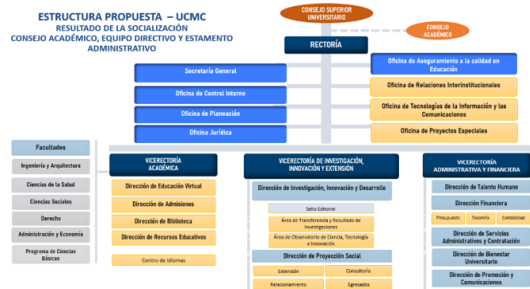 ESTRUCTURA PROPUESTA – UCMC
RESULTADO DE LA SOCIALIZACIÓN
CONSEJO ACADÉMICO, EQUIPO DIRECTIVO Y ESTAMENTO
ADMINISTRATIVO
CONSEJO SUPERIOR
UNIVERSITARIO
CONSEJO
ACADÉMICO
RECTORÍA
Secretaría General
Oficina de Control Interno
Oficina de Planeación
Oficina Jurídica
Oficina de Aseguramiento a la calidad en
Educación
Oficina de Relaciones Interinstitucionales
Oficina de Tecnologías de la Información y las
Comunicaciones
Oficina de Proyectos Especiales
Facultades
Ingeniería y Arquitectura
Ciencias de la Salud
Ciencias Sociales
Derecho
Administración y Economía
Programa de Ciencias
Básicos
VICERECTORÍA
ACADÉMICA
Dirección de Educación Virtual
Dirección de Admisiones
Dirección de Biblioteca
Dirección de Recursos Educativos
Centro de Idiomas
VICERECTORÍA DE INVESTIGACIÓN,
INNOVACIÓN Y EXTENSIÓN
Dirección de Investigación, Innovación y Desarrollo
Sello Editorial
Área de Transferencia y Resultado de
Investigaciones
Área de Observatorio de Ciencia, Tecnología
e Innovación
Dirección de Proyección Social
Extensión
Consultoría
Relacionamiento
Egresados
VICERECTORÍA
ADMINISTRATIVA Y FINANCIERA
Dirección de Talento Humano
Dirección Financiera
Presupuesto
Tesorería
Contabilidad
Dirección de Servicios
Administrativos y Contratación
Dirección de Bienestar
Universitario
Dirección de Promoción y
Comunicaciones